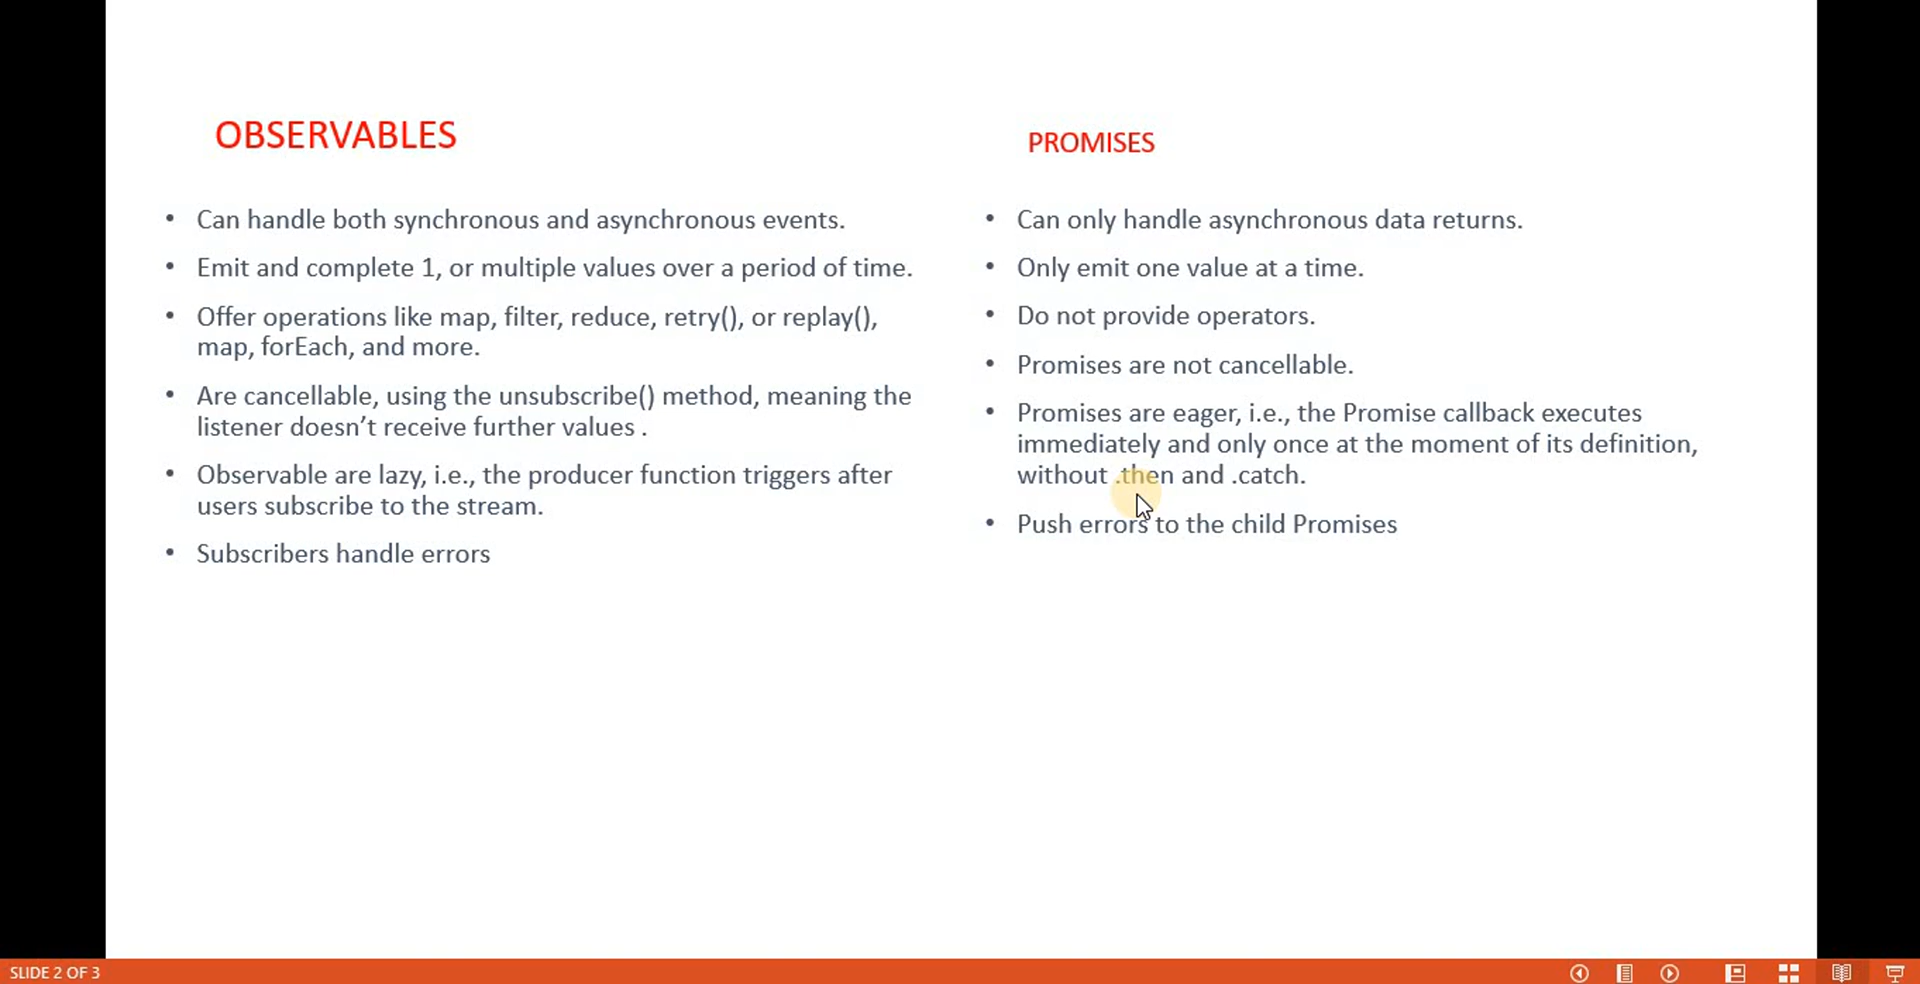 OBSERVABLES
• Can handle both synchronous and asynchronous events.
• Emit and complete 1, or multiple values over a period of time.
• Offer operations like map, filter, reduce, retry(), or replay(),
map, forEach, and more.
• Are cancellable, using the unsubscribe() method, meaning the
listener doesn’t receive further values .
• Observable are lazy, i.e., the producer function triggers after
users subscribe to the stream.
• Subscribers handle errors
PROMISES
• Can only handle asynchronous data returns.
• Only emit one value at a time.
• Do not provide operators.
• Promises are not cancellable.
• Promises are eager, i.e., the Promise callback executes
immediately and only once at the moment of its definition,
without .then and .catch.
• Push errors to the child Promises
SLIDE 2 OF 3